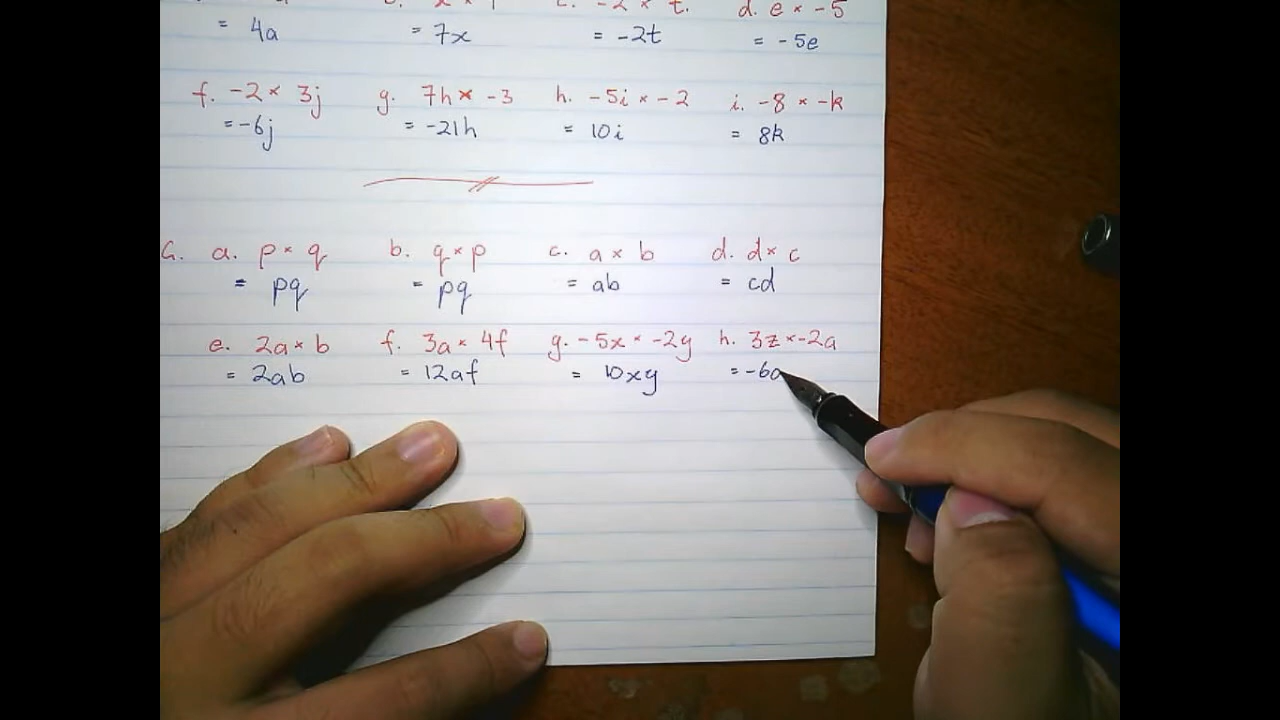 = 4a = 7x = -2t = -5e
-2 × t. d. e × -5
f. -2 × 3j g. 7h × -3 h. -5i × -2 i. -8 × -k
= -6j = -21h = 10i = 8k
G. a. p × q b. q × p c. a × b d. d × c
= pq = pq = ab = cd
e. 2a × b f. 3a × 4f g. -5x × -2y h. 3z × -2a
= 2ab = 12af = 10xy = -6a